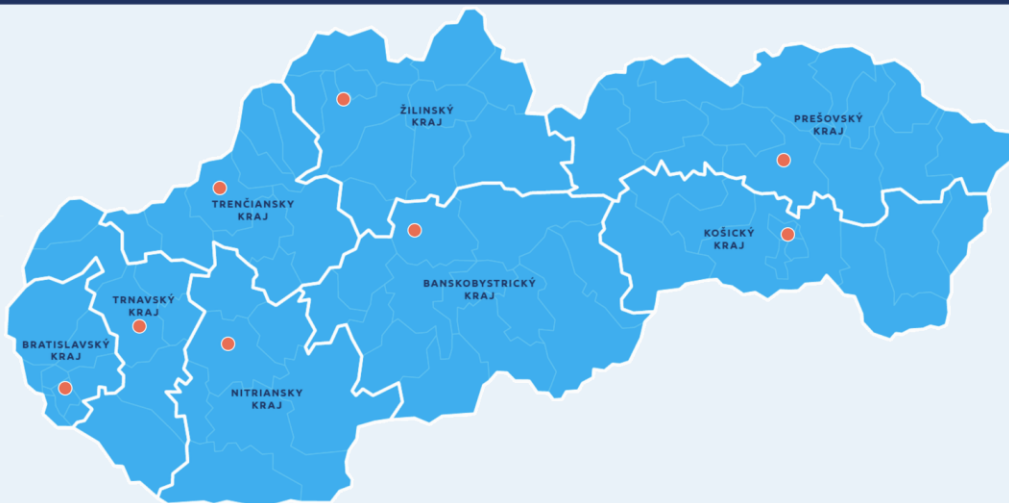 ŽILINSKÝ
KRAJ
PREŠOVSKÝ
KRAJ
TRENČIANSKY
KRAJ
KOŠICKÝ
KRAJ
BANSKOBYSTRICKÝ
KRAJ
TRNAVSKÝ
KRAJ
BRATISLAVSKÝ
KRAJ
NITRIANSKY
KRAJ